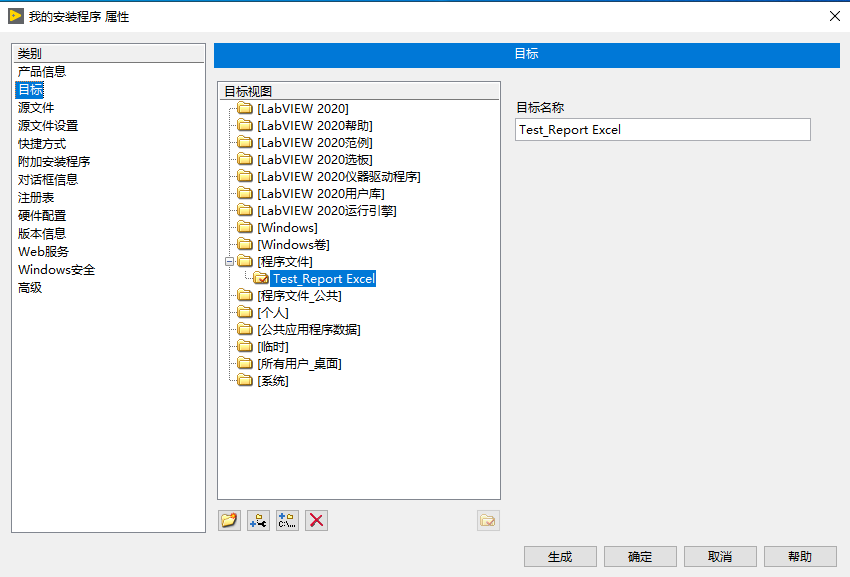 我的安装程序 属性
类别
产品信息
目标
源文件
源文件设置
快捷方式
附加安装程序
对话框信息
注册表
硬件配置
版本信息
Web服务
Windows安全
高级
目标
目标视图
[LabVIEW 2020]
[LabVIEW 2020帮助]
[LabVIEW 2020范例]
[LabVIEW 2020选板]
[LabVIEW 2020仪器驱动程序]
[LabVIEW 2020用户库]
[LabVIEW 2020运行引擎]
[Windows]
[Windows卷]
[程序文件]
Test_Report Excel
[程序文件_公共]
[个人]
[公共应用程序数据]
[临时]
[所有用户_桌面]
[系统]
目标名称
Test_Report Excel
C:\...
生成
确定
取消
帮助